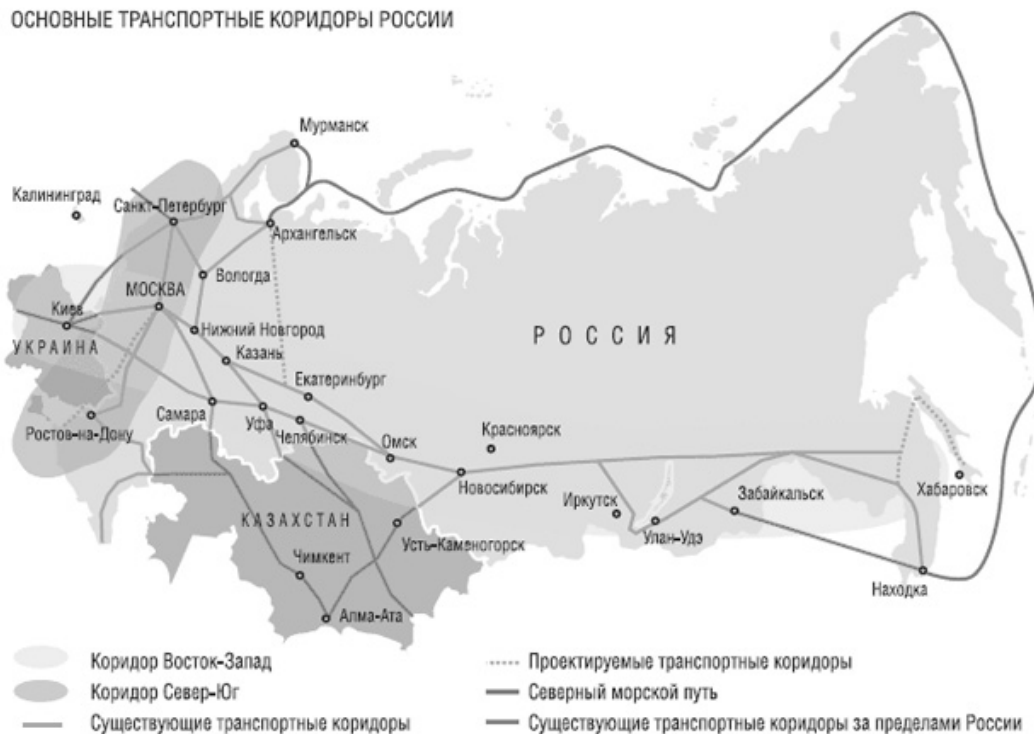 ОСНОВНЫЕ ТРАНСПОРТНЫЕ КОРИДОРЫ РОССИИ
Мурманск
Калининград
Санкт-Петербург
Архангельск
Вологда
МОСКВА
Киев
Нижний Новгород
УКРАИНА
РОССИЯ
Казань
Екатеринбург
Самара
Уфа
Ростов-на-Дону
Челябинск
Омск
Красноярск
Новосибирск
Иркутск
Забайкальск
Хабаровск
КАЗАХСТАН
Усть-Каменогорск
Улан-Удэ
Чимкент
Находка
Алма-Ата
Коридор Восток-Запад
Коридор Север-Юг
Существующие транспортные коридоры
Проектируемые транспортные коридоры
Северный морской путь
Существующие транспортные коридоры за пределами России